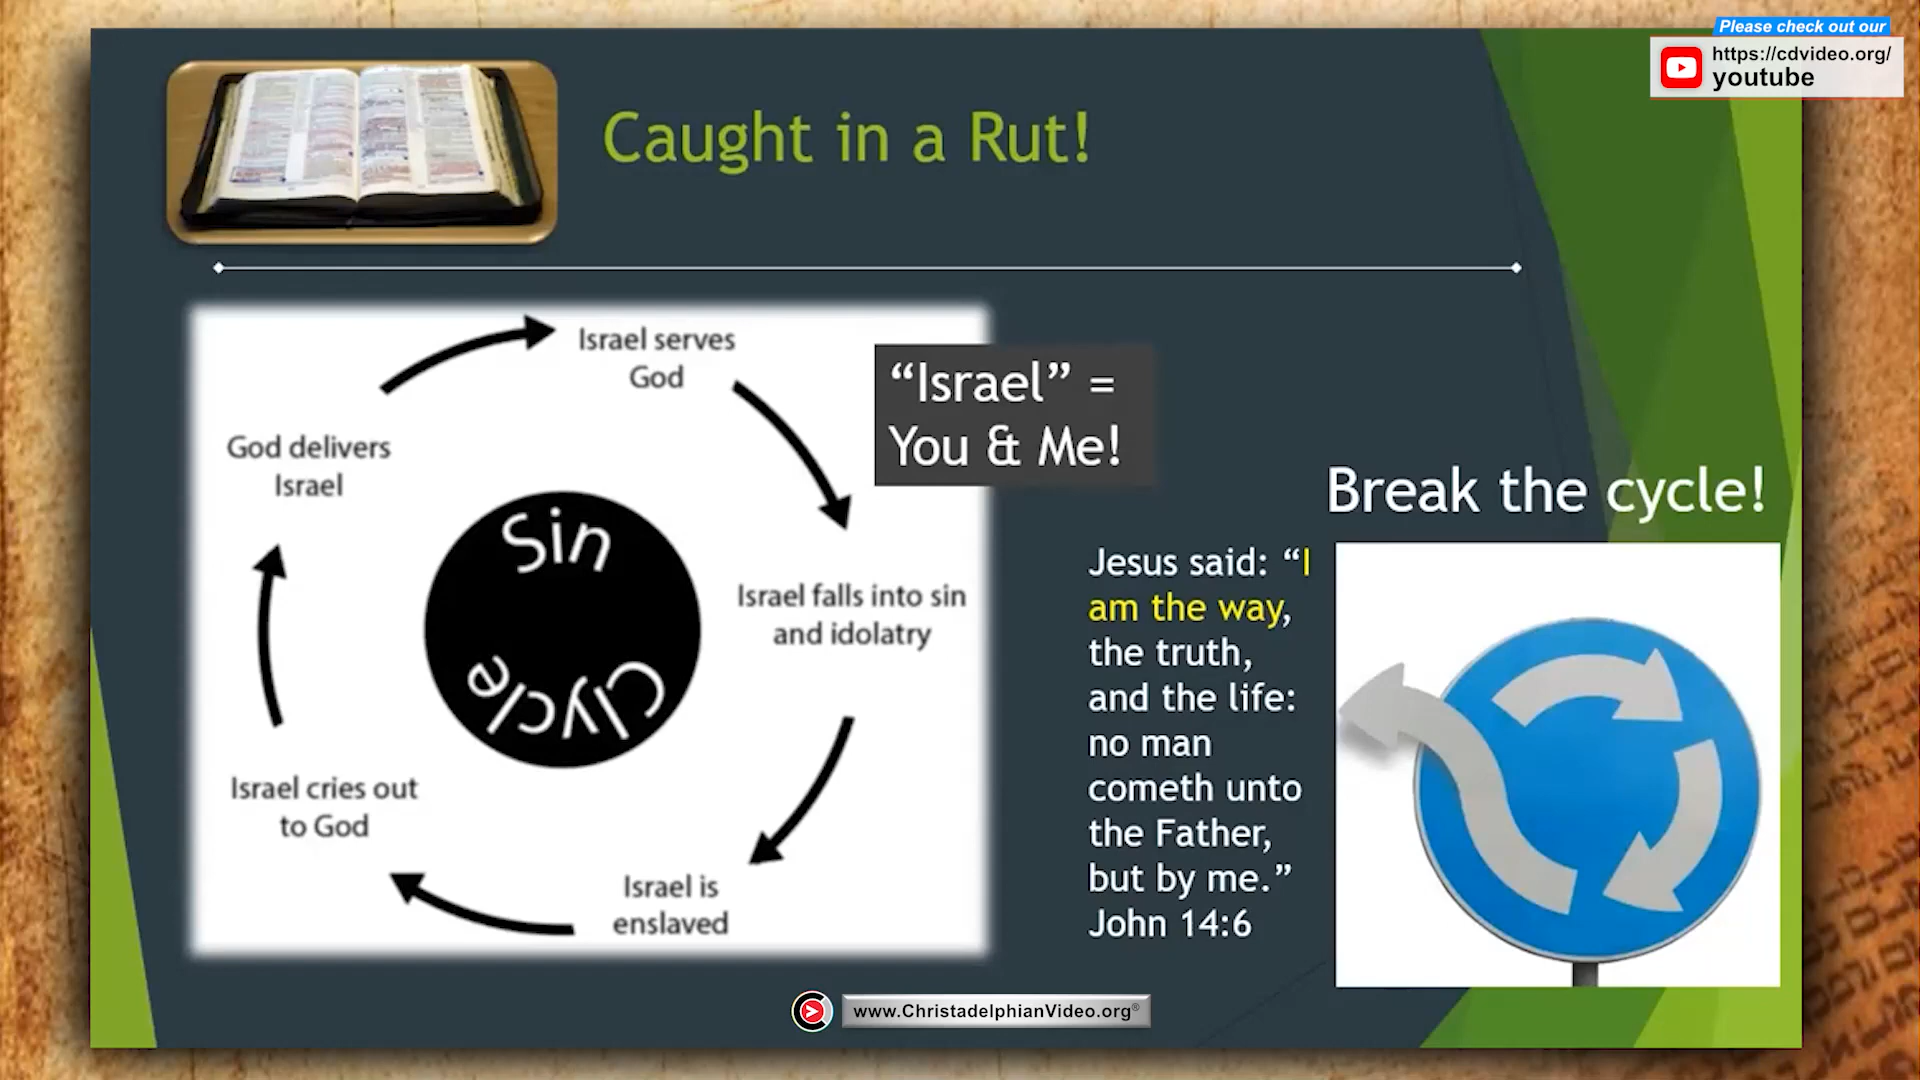 Please check out our
https://cdvideo.org/
youtube
Caught in a Rut!
Israel serves
God
God delivers
Israel
Sin
Cycle
Israel falls into sin
and idolatry
Israel cries out
to God
Israel is
enslaved
“Israel” =
You & Me!
Break the cycle!
Jesus said: “I
am the way,
the truth,
and the life:
no man
cometh unto
the Father,
but by me.”
John 14:6
www.ChristadelphianVideo.org®